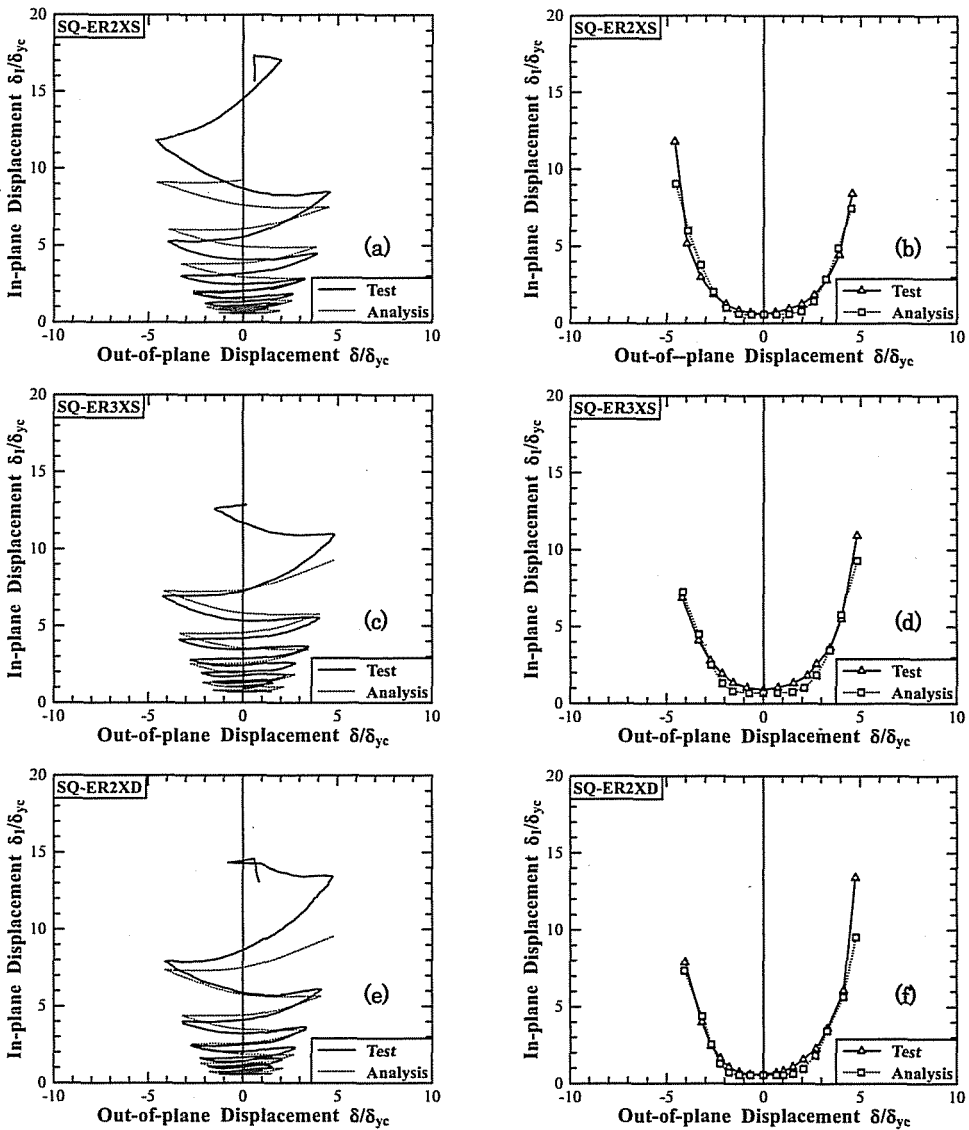 SQ-ER2XS
In-plane Displacement δI/δyc
20
15
10
5
0
(a)
Test
Analysis
-10 -5 0 5 10
Out-of-plane Displacement δ/δyc
SQ-ER2XS
In-plane Displacement δI/δyc
20
15
10
5
0
(b)
Test
Analysis
-10 -5 0 5 10
Out-of-plane Displacement δ/δyc
SQ-ER3XS
In-plane Displacement δI/δyc
20
15
10
5
0
(c)
Test
Analysis
-10 -5 0 5 10
Out-of-plane Displacement δ/δyc
SQ-ER3XS
In-plane Displacement δI/δyc
20
15
10
5
0
(d)
Test
Analysis
-10 -5 0 5 10
Out-of-plane Displacement δ/δyc
SQ-ER2XD
In-plane Displacement δI/δyc
20
15
10
5
0
(e)
Test
Analysis
-10 -5 0 5 10
Out-of-plane Displacement δ/δyc
SQ-ER2XD
In-plane Displacement δI/δyc
20
15
10
5
0
(f)
Test
Analysis
-10 -5 0 5 10
Out-of-plane Displacement δ/δyc